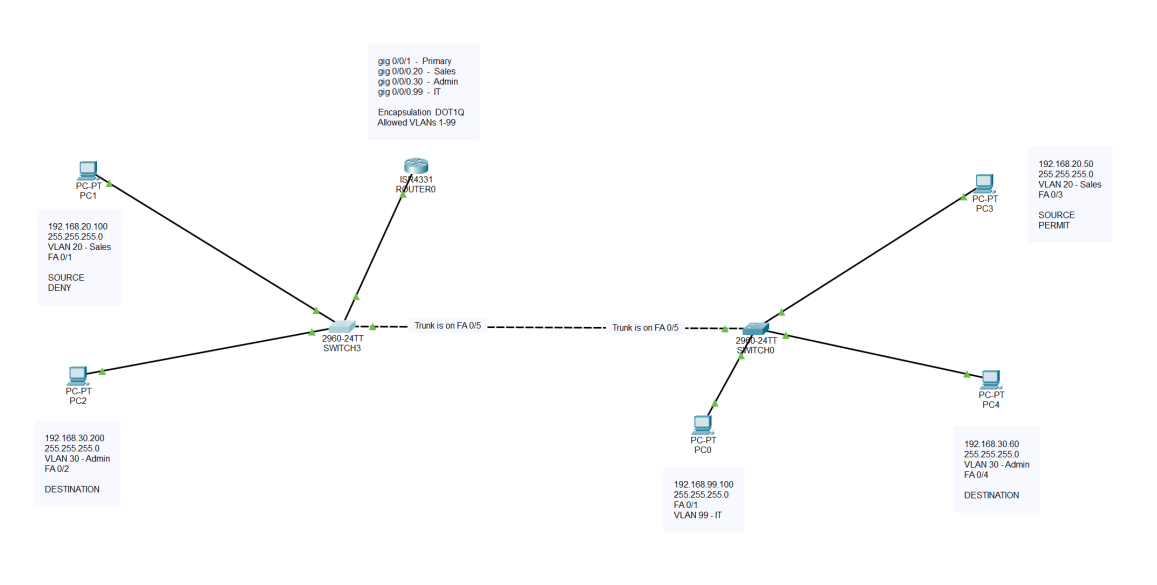 gig 0/0/1 - Primary
gig 0/0/0.20 - Sales
gig 0/0/0.30 - Admin
gig 0/0/0.99 - IT
Encapsulation DOT1Q
Allowed VLANs 1-99
PC-PT
PC1
192.168.20.100
255.255.255.0
VLAN 20 - Sales
FA 0/1
SOURCE
DENY
ISR4331
ROUTER0
PC-PT
PC3
192.168.20.50
255.255.255.0
VLAN 20 - Sales
FA 0/3
SOURCE
PERMIT
2960-24TT
SWITCH3
Trunk is on FA 0/5
Trunk is on FA 0/5
2960-24TT
SWITCH0
PC-PT
PC2
192.168.30.200
255.255.255.0
VLAN 30 - Admin
FA 0/2
DESTINATION
PC-PT
PC0
192.168.99.100
255.255.255.0
FA 0/1
VLAN 99 - IT
PC-PT
PC4
192.168.30.60
255.255.255.0
VLAN 30 - Admin
FA 0/4
DESTINATION